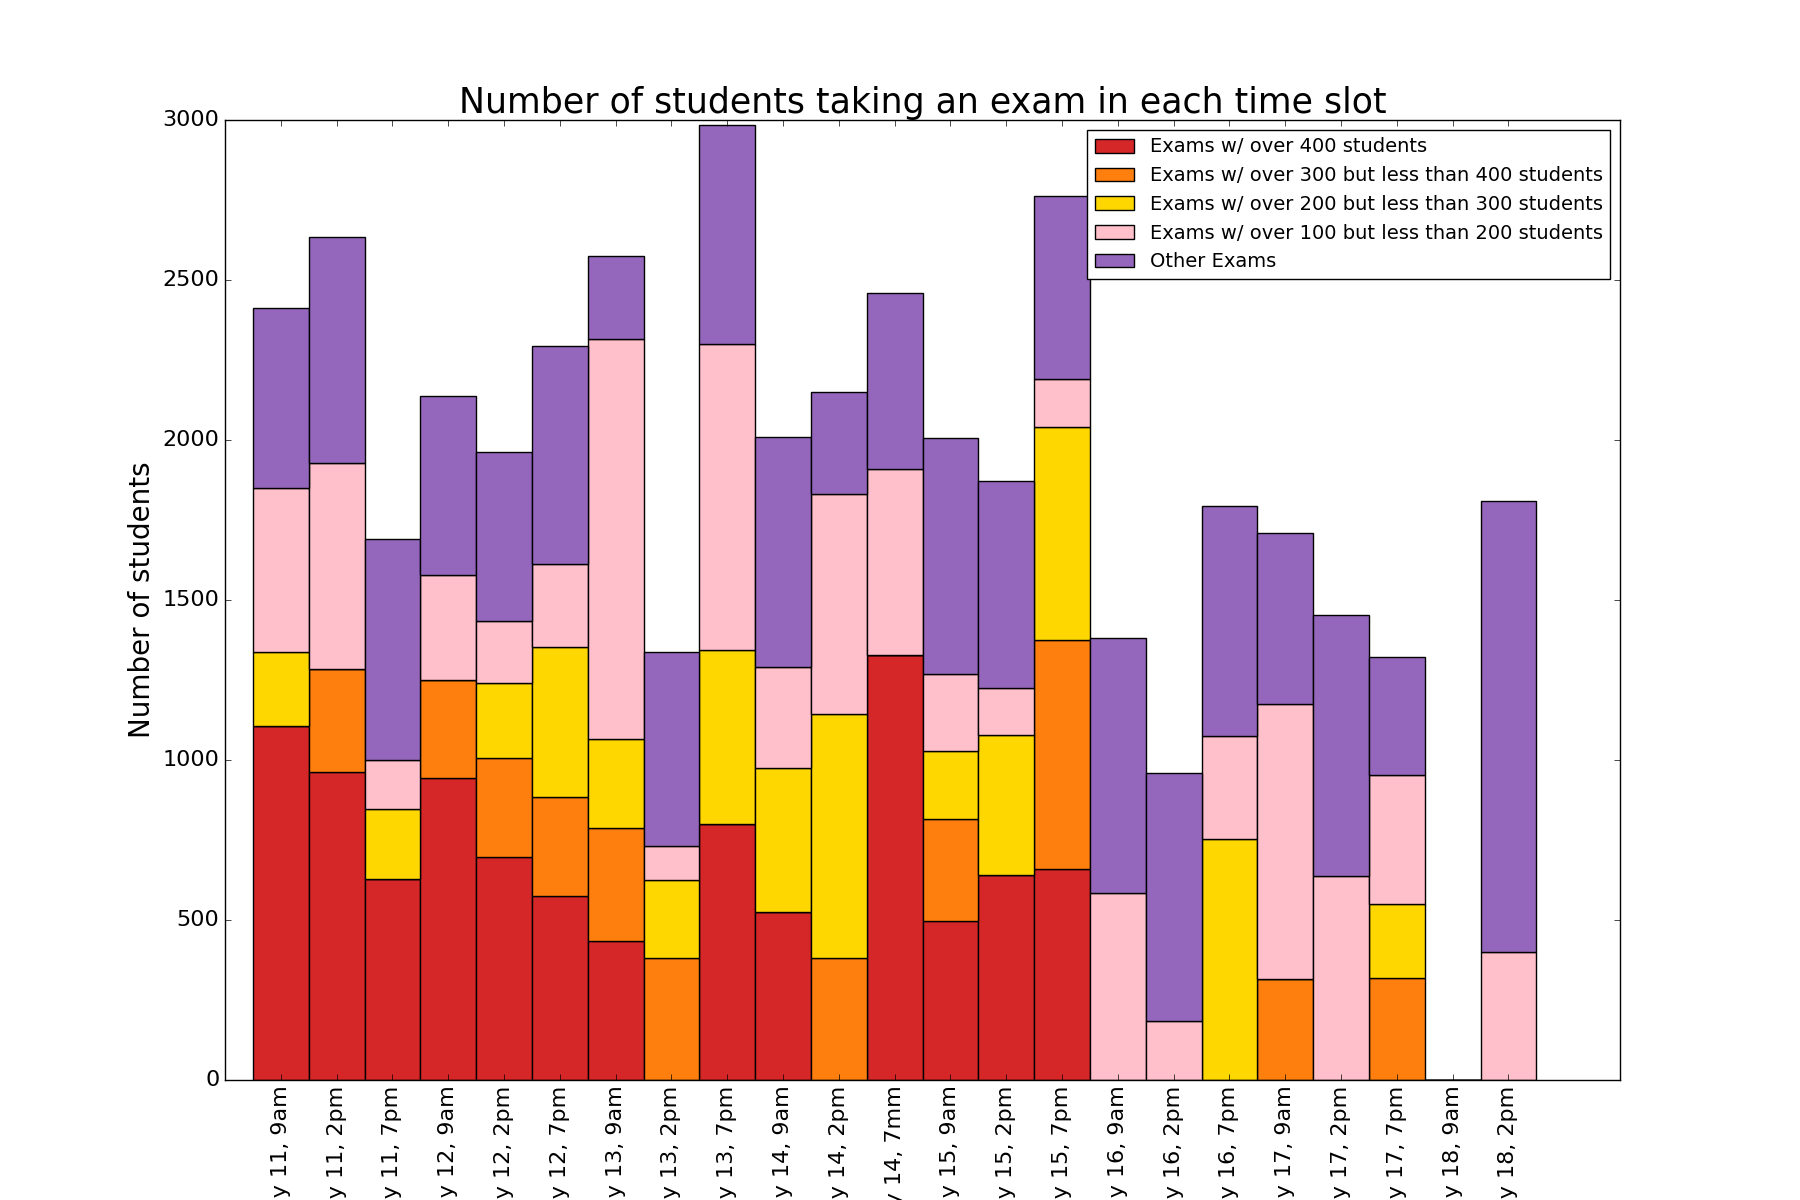 Number of students taking an exam in each time slot
Exams w/ over 400 students
Exams w/ over 300 but less than 400 students
Exams w/ over 200 but less than 300 students
Exams w/ over 100 but less than 200 students
Other Exams
Number of students
3000
2500
2000
1500
1000
500
0
y 11, 9am
y 11, 2pm
y 11, 7pm
y 12, 9am
y 12, 2pm
y 12, 7pm
y 13, 9am
y 13, 2pm
y 13, 7pm
y 14, 9am
y 14, 2pm
y 14, 7mm
y 15, 9am
y 15, 2pm
y 15, 7pm
y 16, 9am
y 16, 2pm
y 16, 7pm
y 17, 9am
y 17, 2pm
y 17, 7pm
y 18, 9am
y 18, 2pm